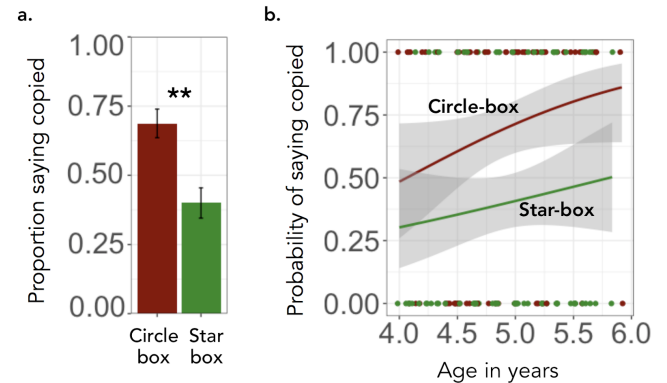 a.
Proportion saying copied
1.00
0.75
0.50
0.25
0.00
**
Circle
box
Star
box
b.
Probability of saying copied
1.00
0.75
0.50
0.25
0.00
Circle-box
Star-box
4.0 4.5 5.0 5.5 6.0
Age in years